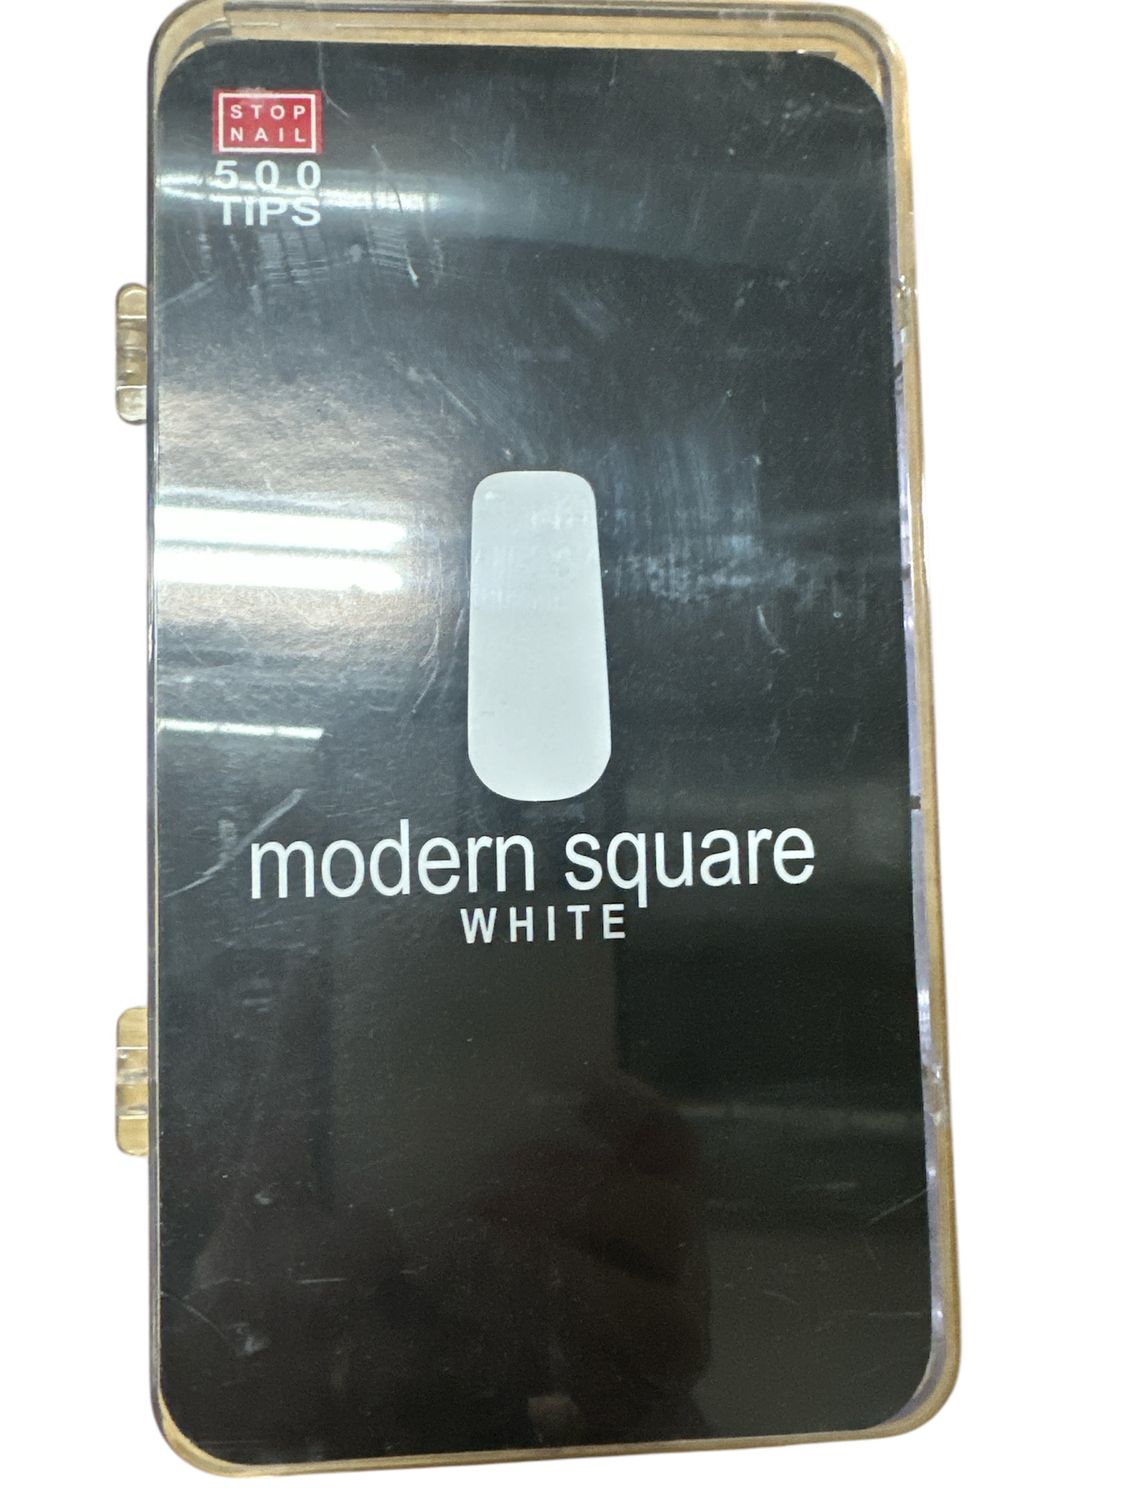 STOP
NAIL
500
TIPS
modern square
WHITE